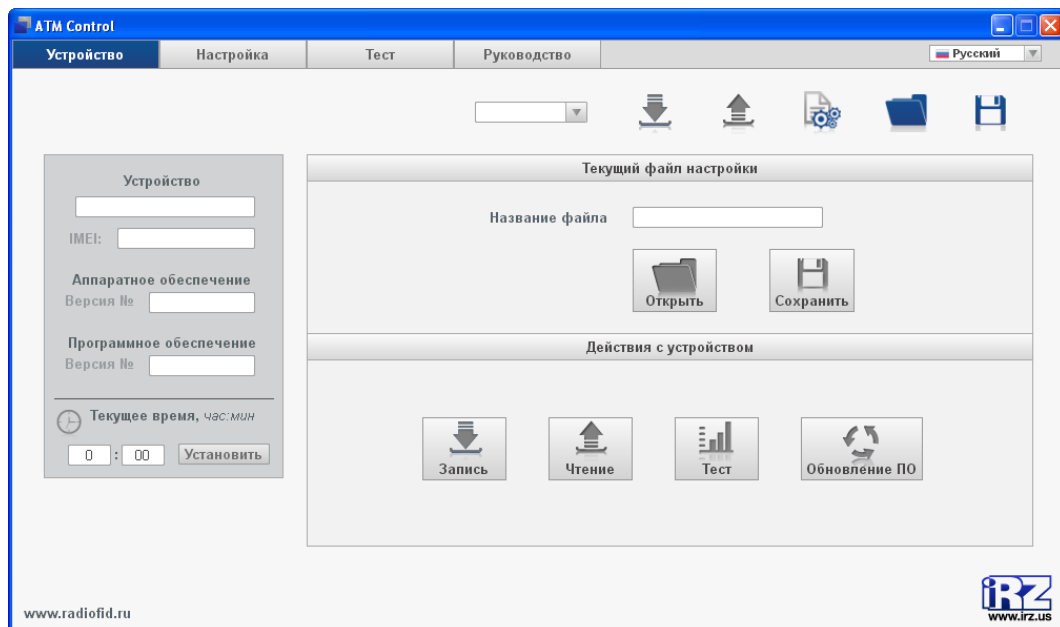 ATM Control
Устройство
Настройка
Тест
Руководство
Русский
Устройство
IMEI:
Аппаратное обеспечение
Версия №
Программное обеспечение
Версия №
Текущее время, час:мин
0 : 00 Установить
Текущий файл настройки
Название файла
Открыть
Сохранить
Действия с устройством
Запись
Чтение
Тест
Обновление ПО
www.radiofid.ru
iRZ
www.irz.us